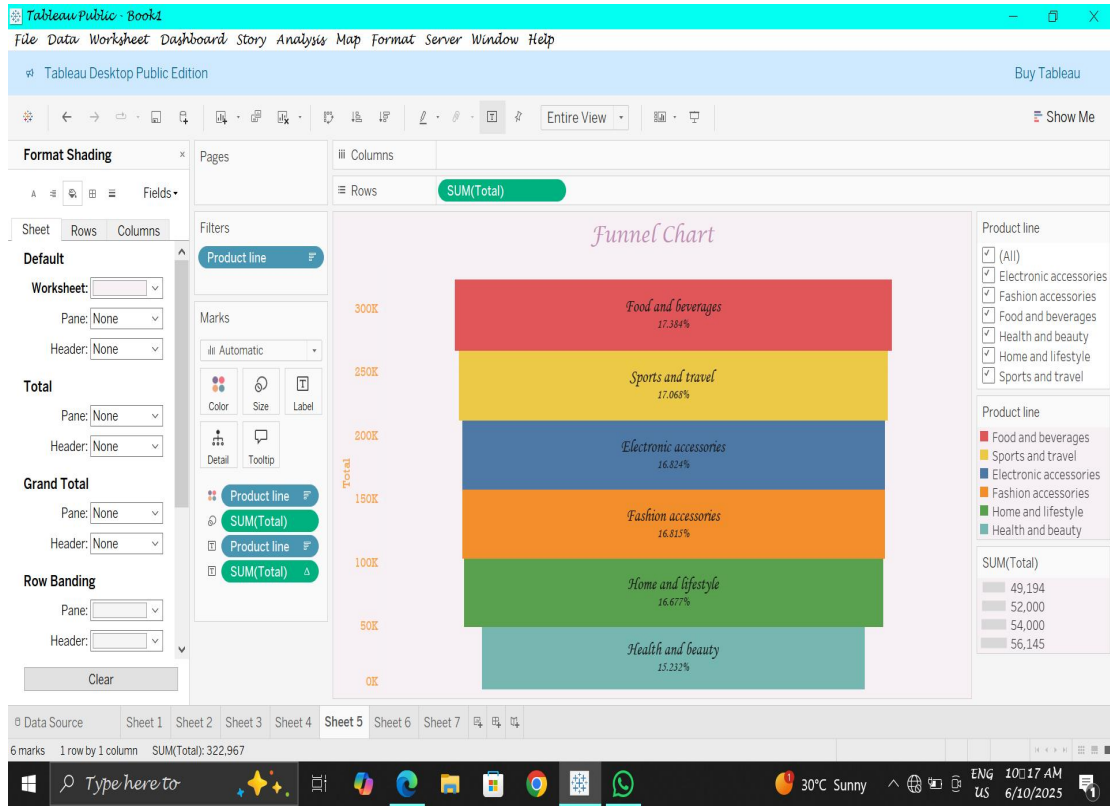 Tableau Public - Book1
File Data Worksheet Dashboard Story Analysis Map Format Server Window Help
Tableau Desktop Public Edition
Buy Tableau
Entire View
Show Me
Format Shading
Fields
Sheet Rows Columns
Default
Worksheet:
Pane: None
Header: None
Total
Pane: None
Header: None
Grand Total
Pane: None
Header: None
Row Banding
Pane:
Header:
Clear
Pages
Filters
Product line
Marks
Automatic
Color Size Label
Detail Tooltip
Product line
SUM(Total)
Product line
SUM(Total)
Columns
Rows SUM(Total)
Funnel Chart
Total
300K
250K
200K
150K
100K
50K
0K
Food and beverages
17.384%
Sports and travel
17.068%
Electronic accessories
16.824%
Fashion accessories
16.815%
Home and lifestyle
16.677%
Health and beauty
15.232%
Product line
(All)
Electronic accessories
Fashion accessories
Food and beverages
Health and beauty
Home and lifestyle
Sports and travel
Product line
Food and beverages
Sports and travel
Electronic accessories
Fashion accessories
Home and lifestyle
Health and beauty
SUM(Total)
49,194
52,000
54,000
56,145
Data Source Sheet 1 Sheet 2 Sheet 3 Sheet 4 Sheet 5 Sheet 6 Sheet 7
6 marks 1 row by 1 column SUM(Total): 322,967
Type here to
1
30°C Sunny
ENG
US
10:17 AM
6/10/2025
1